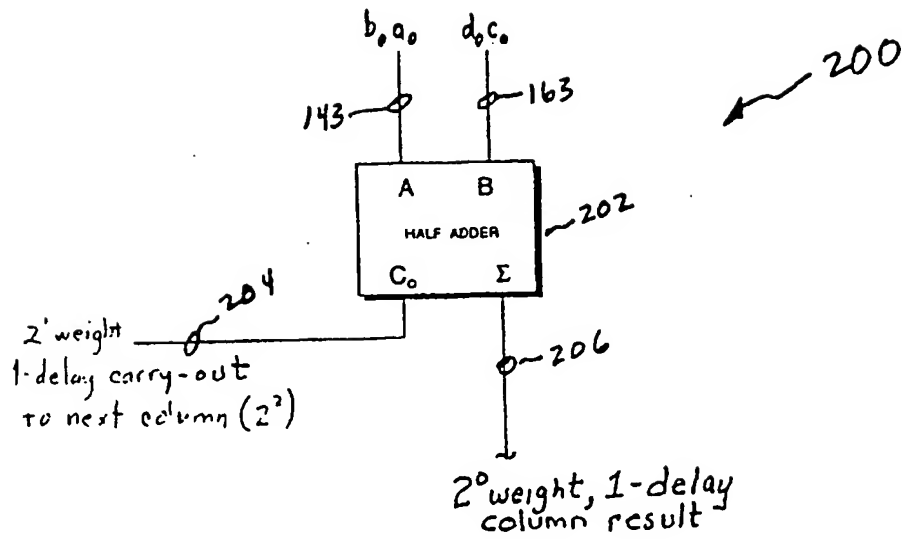 b₀a₀ d₀c₀
200
143 163
A B
202
HALF ADDER
C₀ Σ
204
2' weight
1-delay carry-out
to next column (2²)
206
2⁰ weight, 1-delay
column result